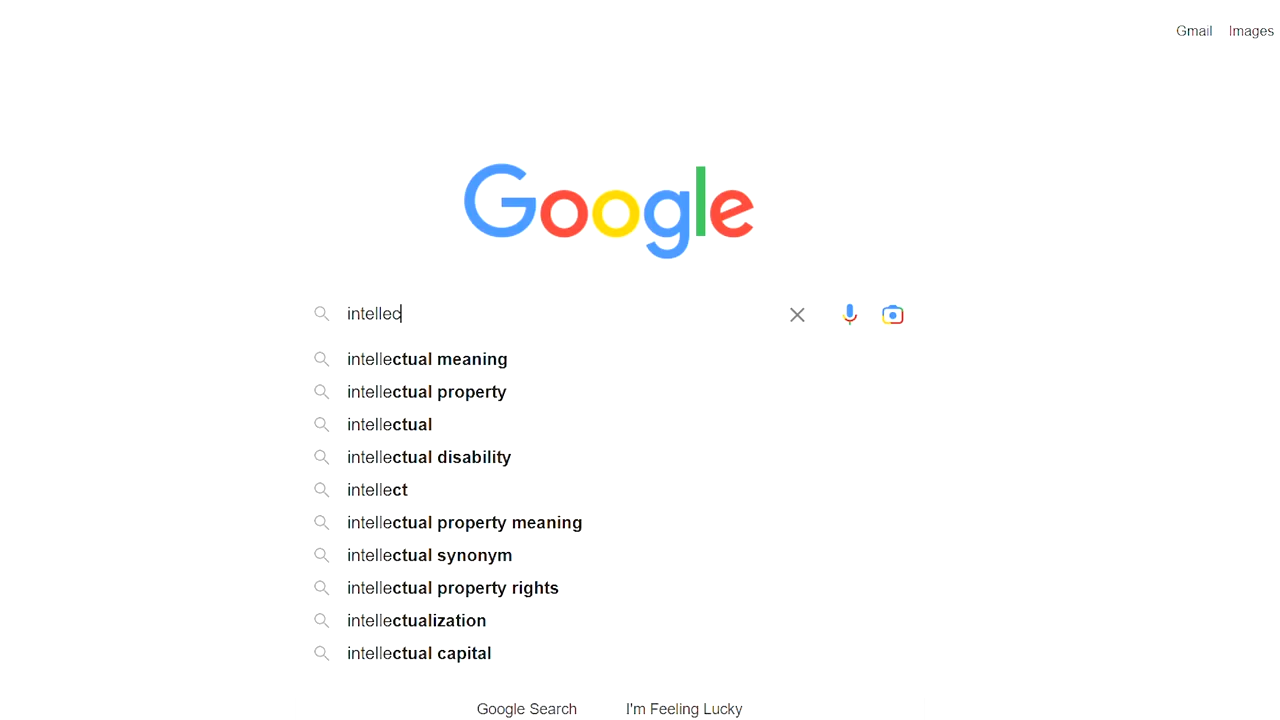 Gmail Images
Google
intellec
intellectual meaning
intellectual property
intellectual
intellectual disability
intellect
intellectual property meaning
intellectual synonym
intellectual property rights
intellectualization
intellectual capital
Google Search I'm Feeling Lucky